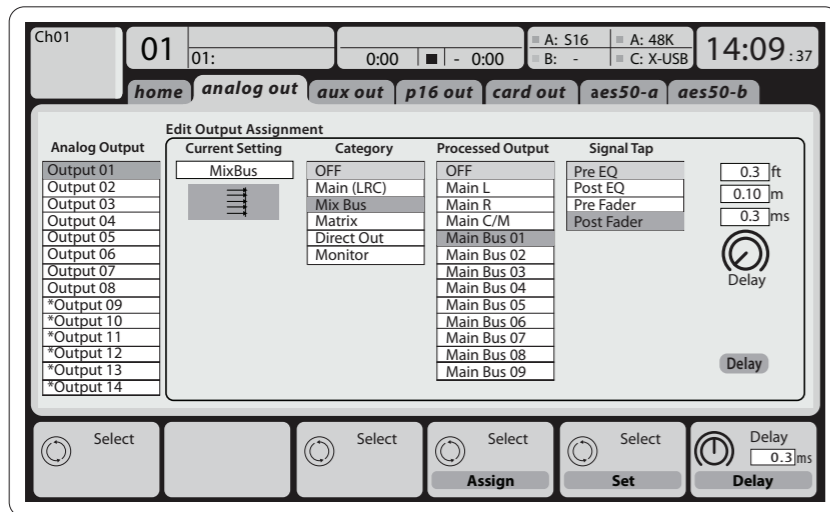 Ch01
01
01:
0:00 - 0:00
A: S16
A: 48K
B: -
C: X-USB
14:09 :37
home
analog out
aux out
p16 out
card out
aes50-a
aes50-b
Edit Output Assignment
Analog Output
Current Setting
Category
Processed Output
Signal Tap
Output 01
Output 02
Output 03
Output 04
Output 05
Output 06
Output 07
Output 08
*Output 09
*Output 10
*Output 11
*Output 12
*Output 13
*Output 14
MixBus
OFF
Main (LRC)
Mix Bus
Matrix
Direct Out
Monitor
OFF
Main L
Main R
Main C/M
Main Bus 01
Main Bus 02
Main Bus 03
Main Bus 04
Main Bus 05
Main Bus 06
Main Bus 07
Main Bus 08
Main Bus 09
Pre EQ
Post EQ
Pre Fader
Post Fader
0.3 ft
0.10 m
0.3 ms
Delay
Delay
Select
Select
Select
Assign
Select
Set
Delay
0.3 ms
Delay